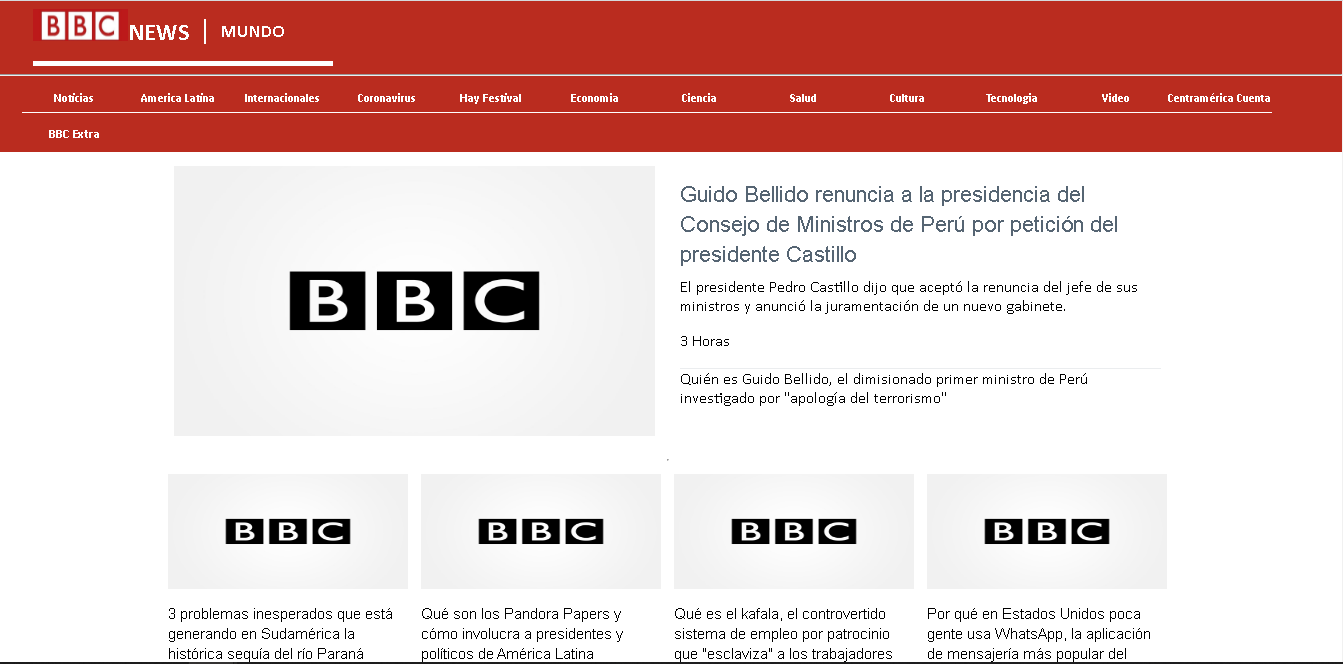 BBC NEWS | MUNDO
Noticias America Latina Internacionales Coronavirus Hay Festival Economia Ciencia Salud Cultura Tecnologia Video Centramérica Cuenta
BBC Extra
BBC
Guido Bellido renuncia a la presidencia del
Consejo de Ministros de Perú por petición del
presidente Castillo
El presidente Pedro Castillo dijo que aceptó la renuncia del jefe de sus
ministros y anunció la juramentación de un nuevo gabinete.
3 Horas
Quién es Guido Bellido, el dimisionado primer ministro de Perú
investigado por "apología del terrorismo"
BBC
3 problemas inesperados que está
generando en Sudamérica la
histórica sequía del río Paraná
BBC
Qué son los Pandora Papers y
cómo involucra a presidentes y
políticos de América Latina
BBC
Qué es el kafala, el controvertido
sistema de empleo por patrocinio
que "esclaviza" a los trabajadores
BBC
Por qué en Estados Unidos poca
gente usa WhatsApp, la aplicación
de mensajería más popular del